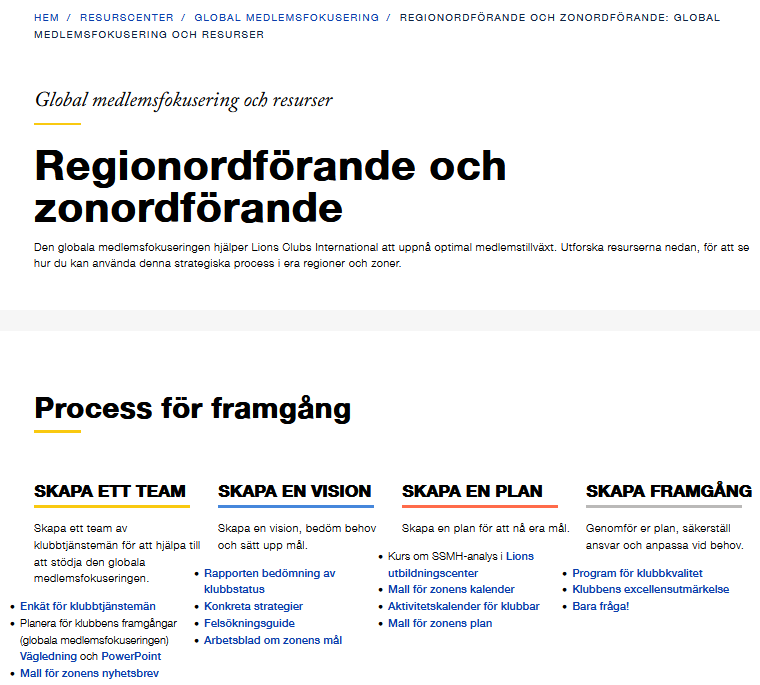 HEM / RESURSCENTER / GLOBAL MEDLEMSFOKUSERING / REGIONORDFÖRANDE OCH ZONORDFÖRANDE: GLOBAL
MEDLEMSFOKUSERING OCH RESURSER
Global medlemsfokusering och resurser
Regionordförande och
zonordförande
Den globala medlemsfokuseringen hjälper Lions Clubs International att uppnå optimal medlemstillväxt. Utforska resurserna nedan, för att se
hur du kan använda denna strategiska process i era regioner och zoner.
Process för framgång
SKAPA ETT TEAM
Skapa ett team av
klubbtjänstemän för att hjälpa till
att stödja den globala
medlemsfokuseringen.
• Enkät för klubbtjänstemän
• Planera för klubbens framgångar
(globala medlemsfokuseringen)
Vägledning och PowerPoint
• Mall för zonens nyhetsbrev
SKAPA EN VISION
Skapa en vision, bedöm behov
och sätt upp mål.
• Rapporten bedömning av
klubbstatus
• Konkreta strategier
• Felsökningsguide
• Arbetsblad om zonens mål
SKAPA EN PLAN
Skapa en plan för att nå era mål.
• Kurs om SSMH-analys i Lions
utbildningscenter
• Mall för zonens kalender
• Aktivitetskalender för klubbar
• Mall för zonens plan
SKAPA FRAMGÅNG
Genomför er plan, säkerställ
ansvar och anpassa vid behov.
• Program för klubbkvalitet
• Klubbens excellensutmärkelse
• Bara fråga!